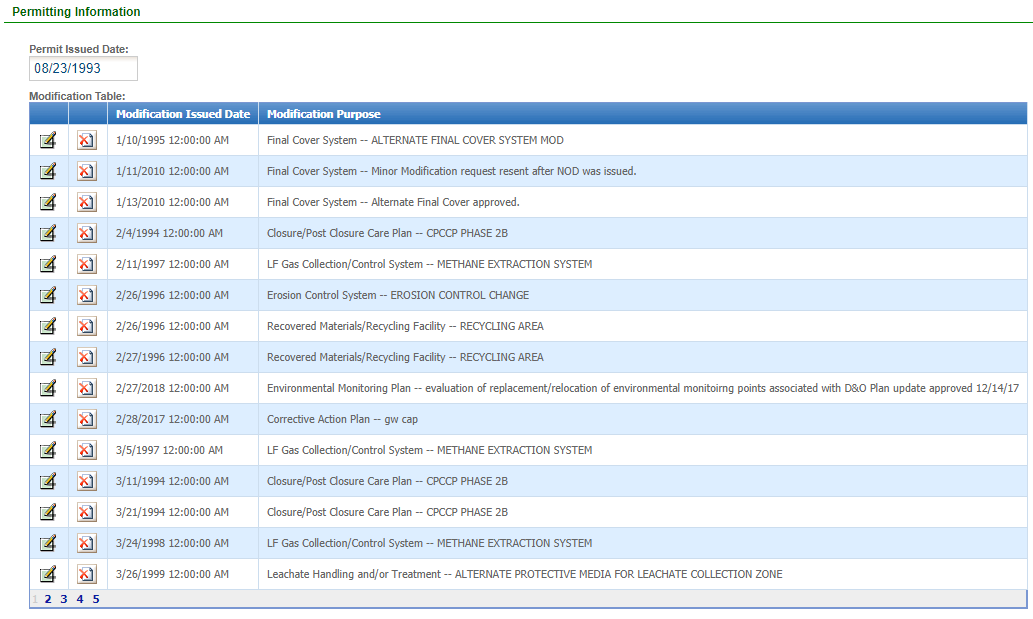 Permitting Information
Permit Issued Date:
08/23/1993
Modification Table:
Modification Issued Date Modification Purpose
1/10/1995 12:00:00 AM Final Cover System -- ALTERNATE FINAL COVER SYSTEM MOD
1/11/2010 12:00:00 AM Final Cover System -- Minor Modification request resent after NOD was issued.
1/13/2010 12:00:00 AM Final Cover System -- Alternate Final Cover approved.
2/4/1994 12:00:00 AM Closure/Post Closure Care Plan -- CPCCP PHASE 2B
2/11/1997 12:00:00 AM LF Gas Collection/Control System -- METHANE EXTRACTION SYSTEM
2/26/1996 12:00:00 AM Erosion Control System -- EROSION CONTROL CHANGE
2/26/1996 12:00:00 AM Recovered Materials/Recycling Facility -- RECYCLING AREA
2/27/1996 12:00:00 AM Recovered Materials/Recycling Facility -- RECYCLING AREA
2/27/2018 12:00:00 AM Environmental Monitoring Plan -- evaluation of replacement/relocation of environmental monitoirng points associated with D&O Plan update approved 12/14/17
2/28/2017 12:00:00 AM Corrective Action Plan -- gw cap
3/5/1997 12:00:00 AM LF Gas Collection/Control System -- METHANE EXTRACTION SYSTEM
3/11/1994 12:00:00 AM Closure/Post Closure Care Plan -- CPCCP PHASE 2B
3/21/1994 12:00:00 AM Closure/Post Closure Care Plan -- CPCCP PHASE 2B
3/24/1998 12:00:00 AM LF Gas Collection/Control System -- METHANE EXTRACTION SYSTEM
3/26/1999 12:00:00 AM Leachate Handling and/or Treatment -- ALTERNATE PROTECTIVE MEDIA FOR LEACHATE COLLECTION ZONE
1 2 3 4 5